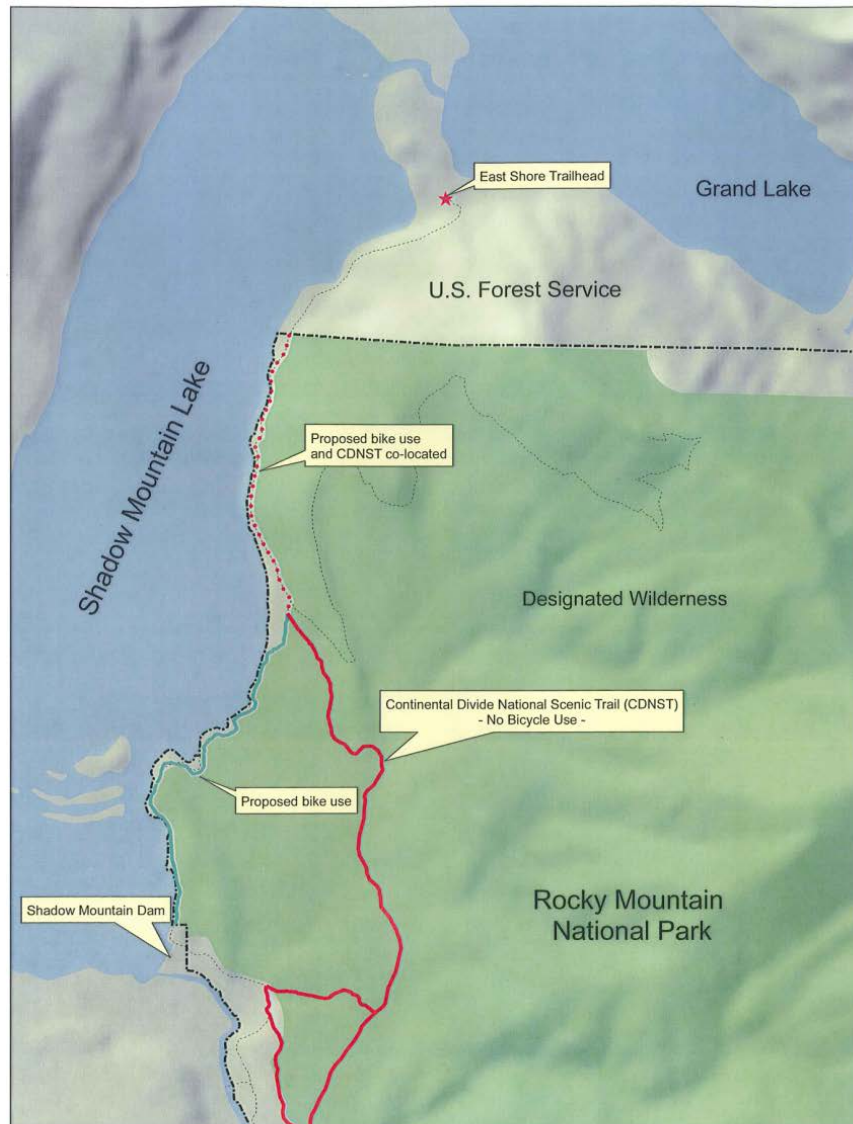 East Shore Trailhead
Grand Lake
U.S. Forest Service
Shadow Mountain Lake
Proposed bike use
and CDNST co-located
Designated Wilderness
Continental Divide National Scenic Trail (CDNST)
- No Bicycle Use -
Proposed bike use
Shadow Mountain Dam
Rocky Mountain
National Park